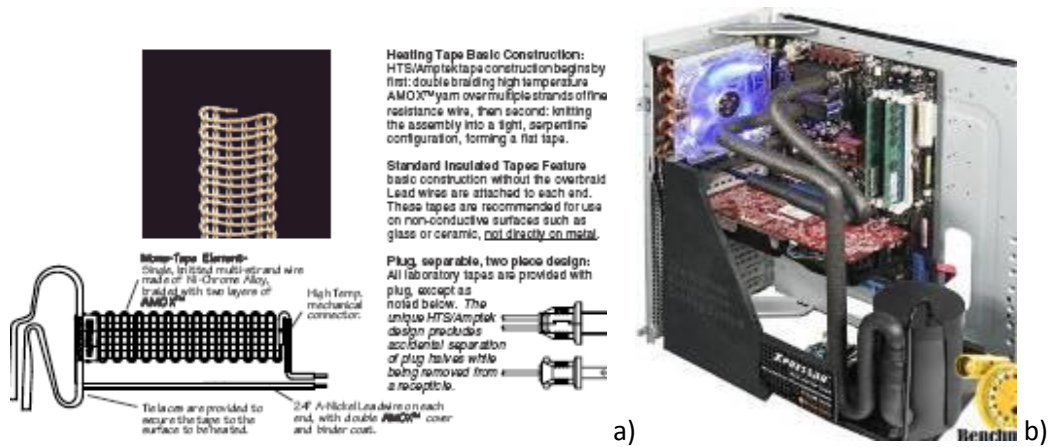 Heating Tape Basic Construction:
HTS/Amptek tape construction begins by
first: double braiding high temperature
AMOX™ yarn over multiple strands of fine
resistance wire, then second: knitting
the assembly into a tight, serpentine
configuration, forming a flat tape.
Standard Insulated Tapes Feature
basic construction without the overbraid
Lead wires are attached to each end.
These tapes are recommended for use
on non-conductive surfaces such as
glass or ceramic, not directly on metal.
Plug, separable, two piece design:
All laboratory tapes are provided with
plug, except as
noted below. The
unique HTS/Amptek
design precludes
accidental separation
of plug halves while
being removed from
a recepticle.
Mono-Tape Element-
Single, knitted multi-strand wire
made of Ni-Chrome Alloy,
braided with two layers of
AMOX™
High Temp.
mechanical
connector.
Tie laces are provided to
secure the tape to the
surface to be heated.
24" A-Nickel Leadwire on each
end, with double AMOX™ cover
and binder coat.
a)
XPRESSAR
Benchm
b)